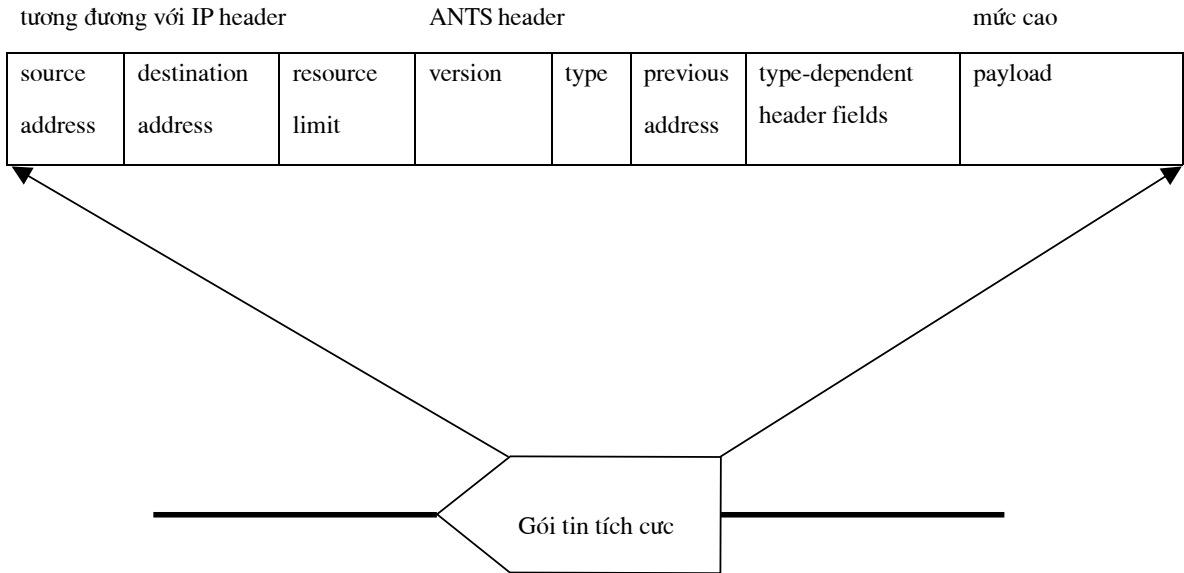 tương đương với IP header ANTS header mức cao
source address
destination address
resource limit
version
type
previous address
type-dependent header fields
payload
Gói tin tích cưc